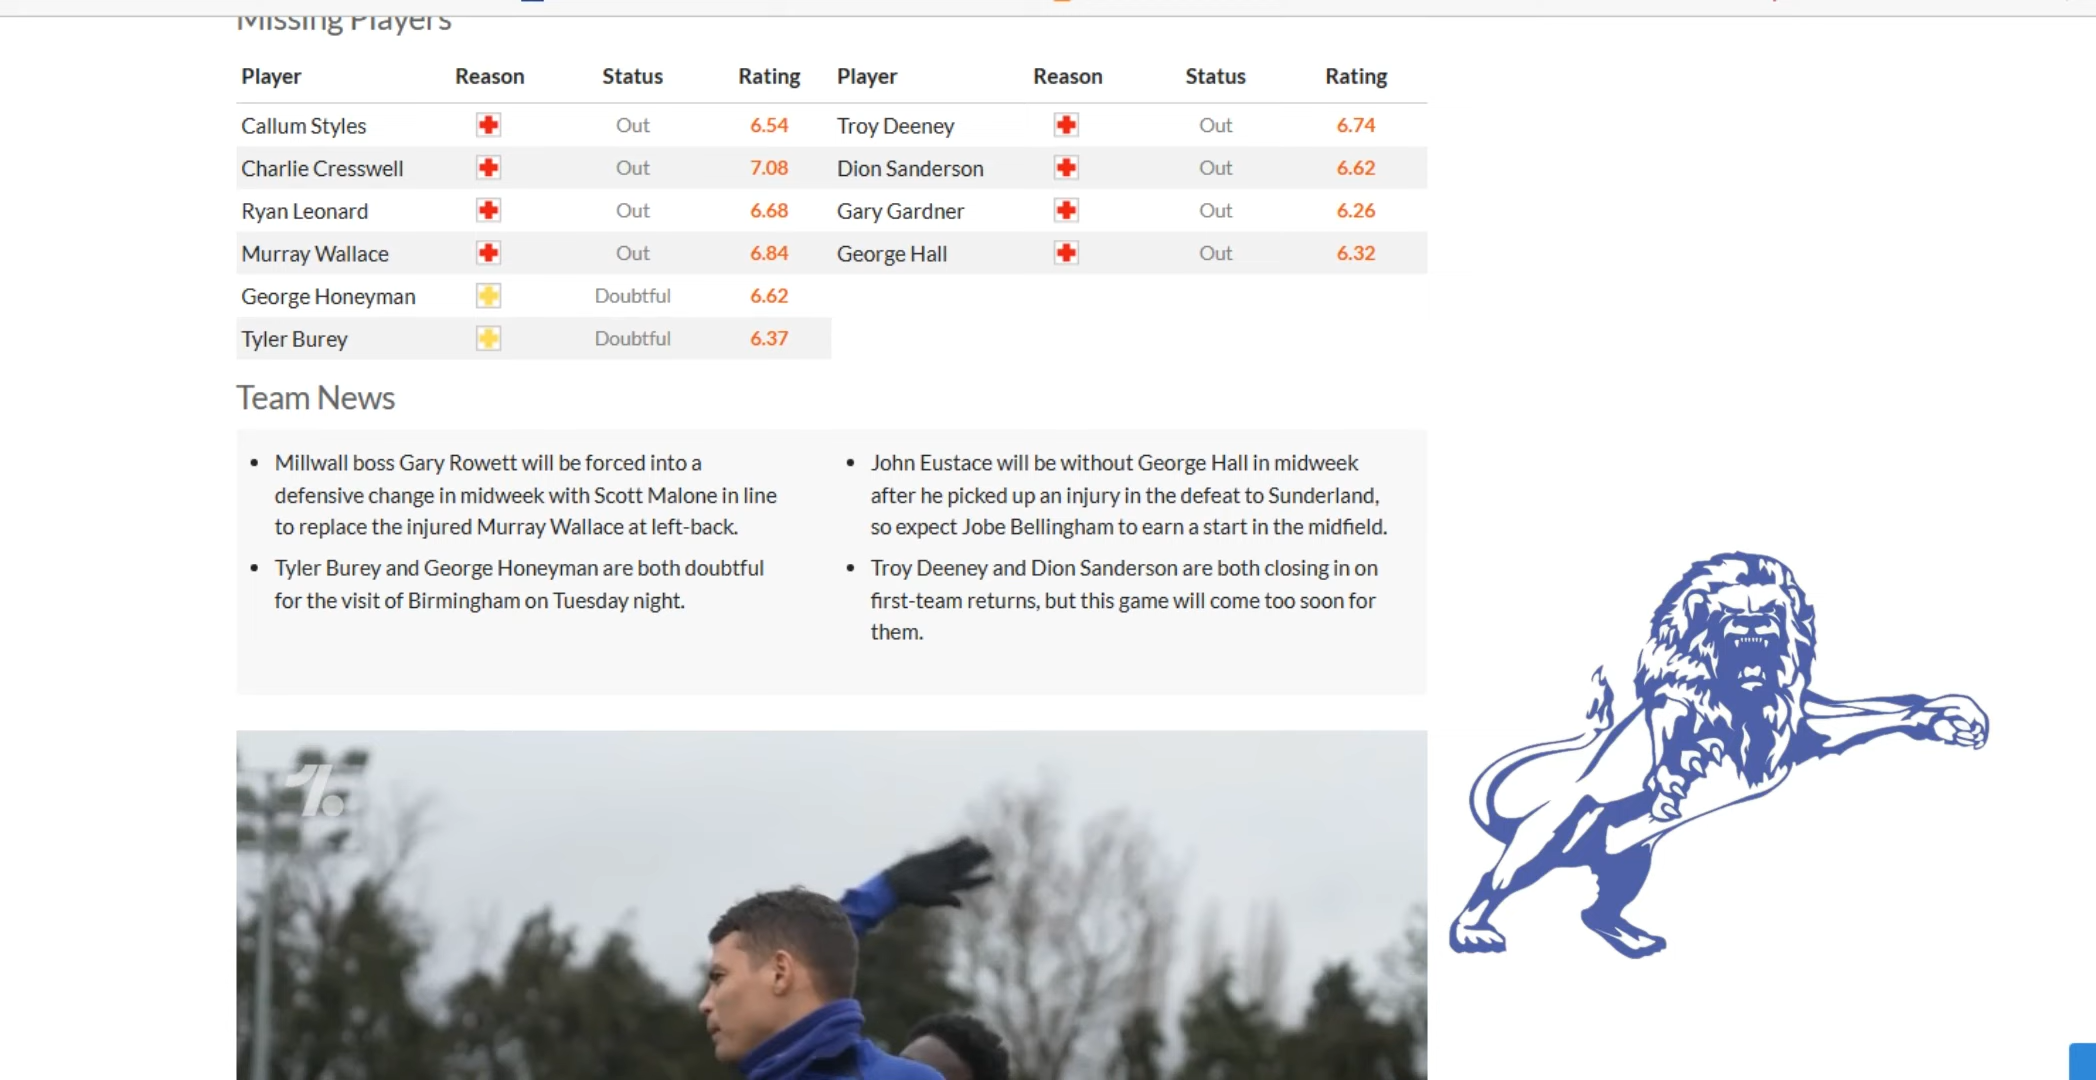 Missing Players
Player Reason Status Rating Player Reason Status Rating
Callum Styles Out 6.54 Troy Deeney Out 6.74
Charlie Cresswell Out 7.08 Dion Sanderson Out 6.62
Ryan Leonard Out 6.68 Gary Gardner Out 6.26
Murray Wallace Out 6.84 George Hall Out 6.32
George Honeyman Doubtful 6.62
Tyler Burey Doubtful 6.37
Team News
• Millwall boss Gary Rowett will be forced into a
defensive change in midweek with Scott Malone in line
to replace the injured Murray Wallace at left-back.
• Tyler Burey and George Honeyman are both doubtful
for the visit of Birmingham on Tuesday night.
• John Eustace will be without George Hall in midweek
after he picked up an injury in the defeat to Sunderland,
so expect Jobe Bellingham to earn a start in the midfield.
• Troy Deeney and Dion Sanderson are both closing in on
first-team returns, but this game will come too soon for
them.